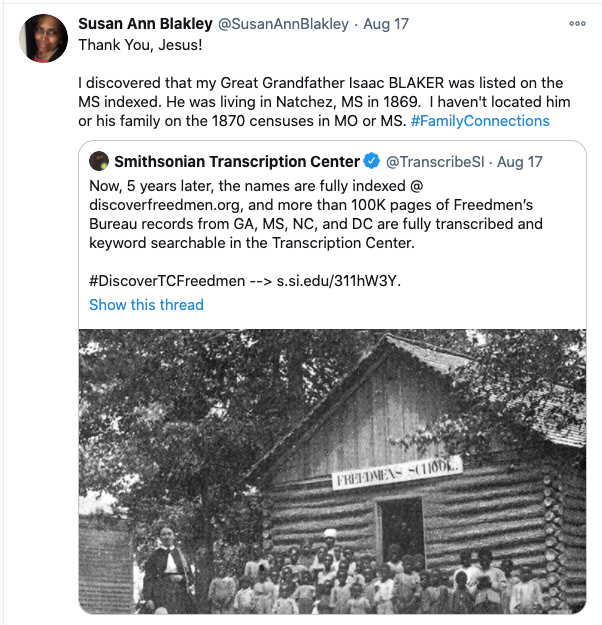 Susan Ann Blakley @SusanAnnBlakley · Aug 17
Thank You, Jesus!
I discovered that my Great Grandfather Isaac BLAKER was listed on the
MS indexed. He was living in Natchez, MS in 1869.  I haven't located him
or his family on the 1870 censuses in MO or MS. #FamilyConnections
Smithsonian Transcription Center @TranscribeSI · Aug 17
Now, 5 years later, the names are fully indexed @
discoverfreedmen.org, and more than 100K pages of Freedmen’s
Bureau records from GA, MS, NC, and DC are fully transcribed and
keyword searchable in the Transcription Center.
#DiscoverTCFreedmen --> s.si.edu/311hW3Y.
Show this thread
FREEDMENS SCHOOL.